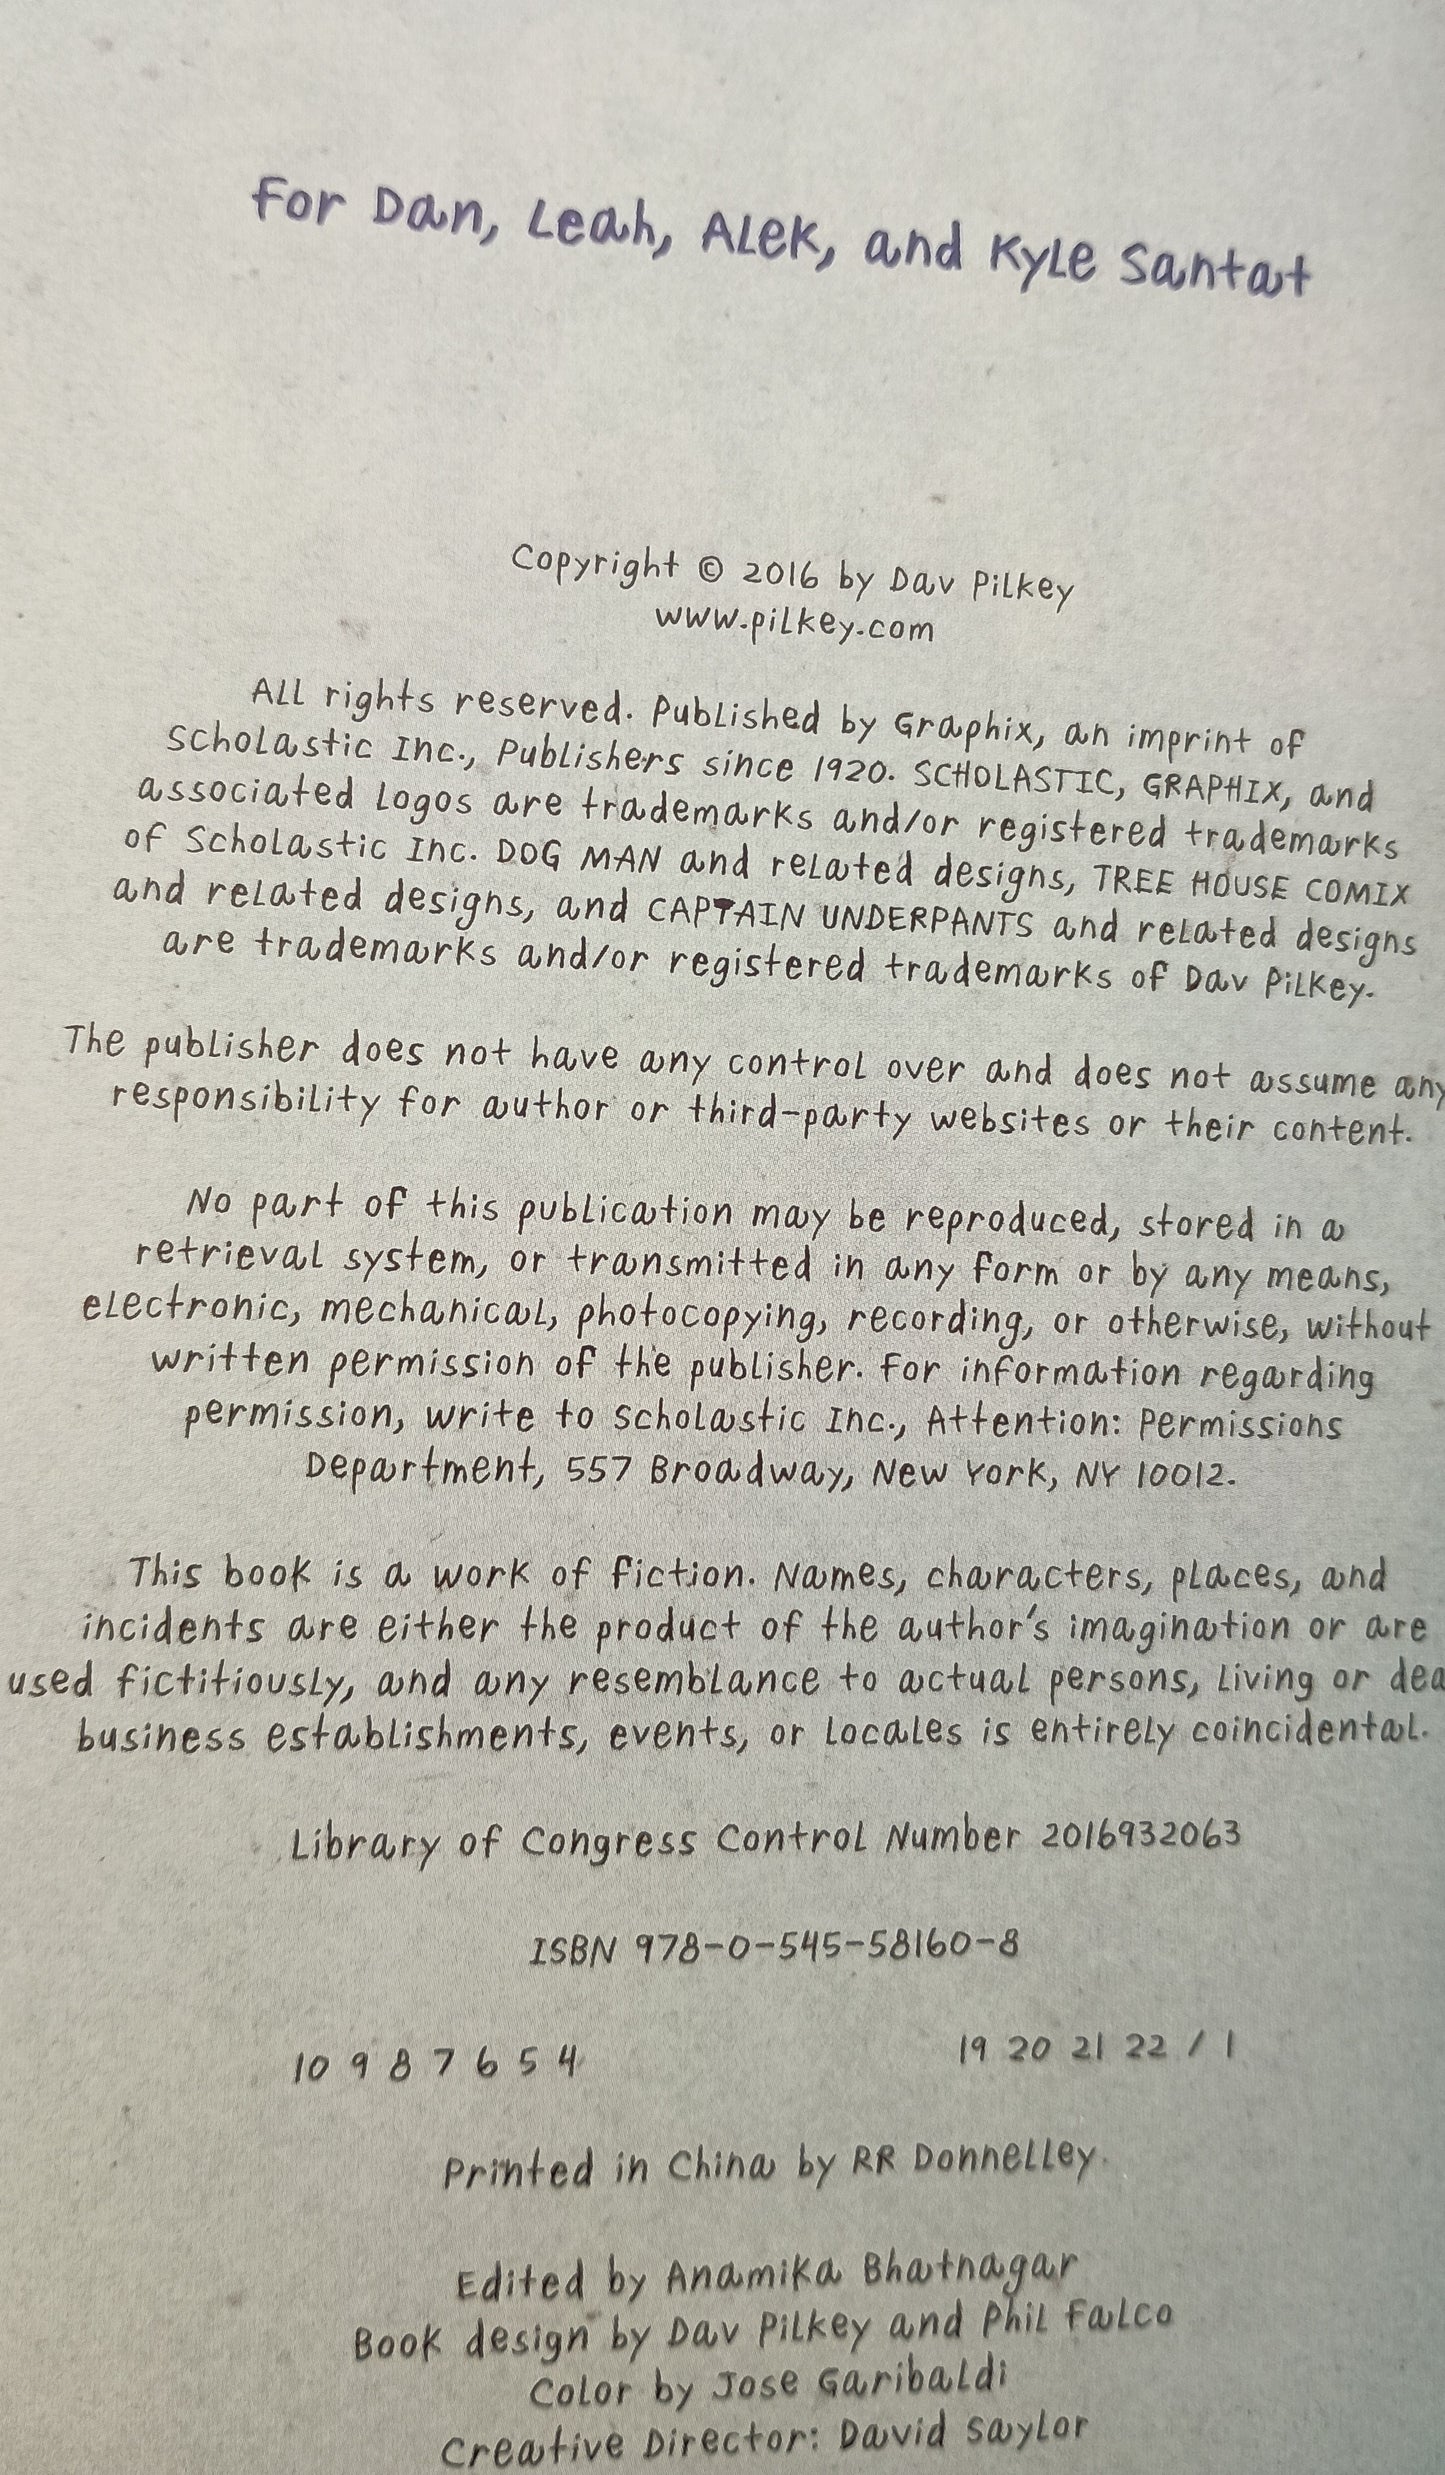 For Dan, Leah, Alek, and Kyle Santat
Copyright © 2016 by Dav Pilkey
www.pilkey.com
All rights reserved. Published by Graphix, an imprint of
Scholastic Inc., Publishers since 1920. SCHOLASTIC, GRAPHIX, and
associated logos are trademarks and/or registered trademarks
of Scholastic Inc. DOG MAN and related designs, TREE HOUSE COMIX
and related designs, and CAPTAIN UNDERPANTS and related designs
are trademarks and/or registered trademarks of Dav Pilkey.
The publisher does not have any control over and does not assume any
responsibility for author or third-party websites or their content.
No part of this publication may be reproduced, stored in a
retrieval system, or transmitted in any form or by any means,
electronic, mechanical, photocopying, recording, or otherwise, without
written permission of the publisher. For information regarding
permission, write to Scholastic Inc., Attention: Permissions
Department, 557 Broadway, New York, NY 10012.
This book is a work of fiction. Names, characters, places, and
incidents are either the product of the author's imagination or are
used fictitiously, and any resemblance to actual persons, living or
business establishments, events, or locales is entirely coincidental.
Library of Congress Control Number 2016932063
ISBN 978-0-545-58160-8
10 9 8 7 6 5 4 19 20 21 22 / 1
Printed in China by RR Donnelley.
Edited by Anamika Bhatnagar
Book design by Dav Pilkey and Phil Falco
Color by Jose Garibaldi
Creative Director: David Saylor